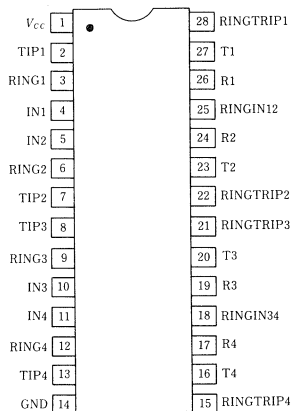 Vcc 1 28 RINGTRIP1
TIP1 2 27 T1
RING1 3 26 R1
IN1 4 25 RINGIN12
IN2 5 24 R2
RING2 6 23 T2
TIP2 7 22 RINGTRIP2
TIP3 8 21 RINGTRIP3
RING3 9 20 T3
IN3 10 19 R3
IN4 11 18 RINGIN34
RING4 12 17 R4
TIP4 13 16 T4
GND 14 15 RINGTRIP4